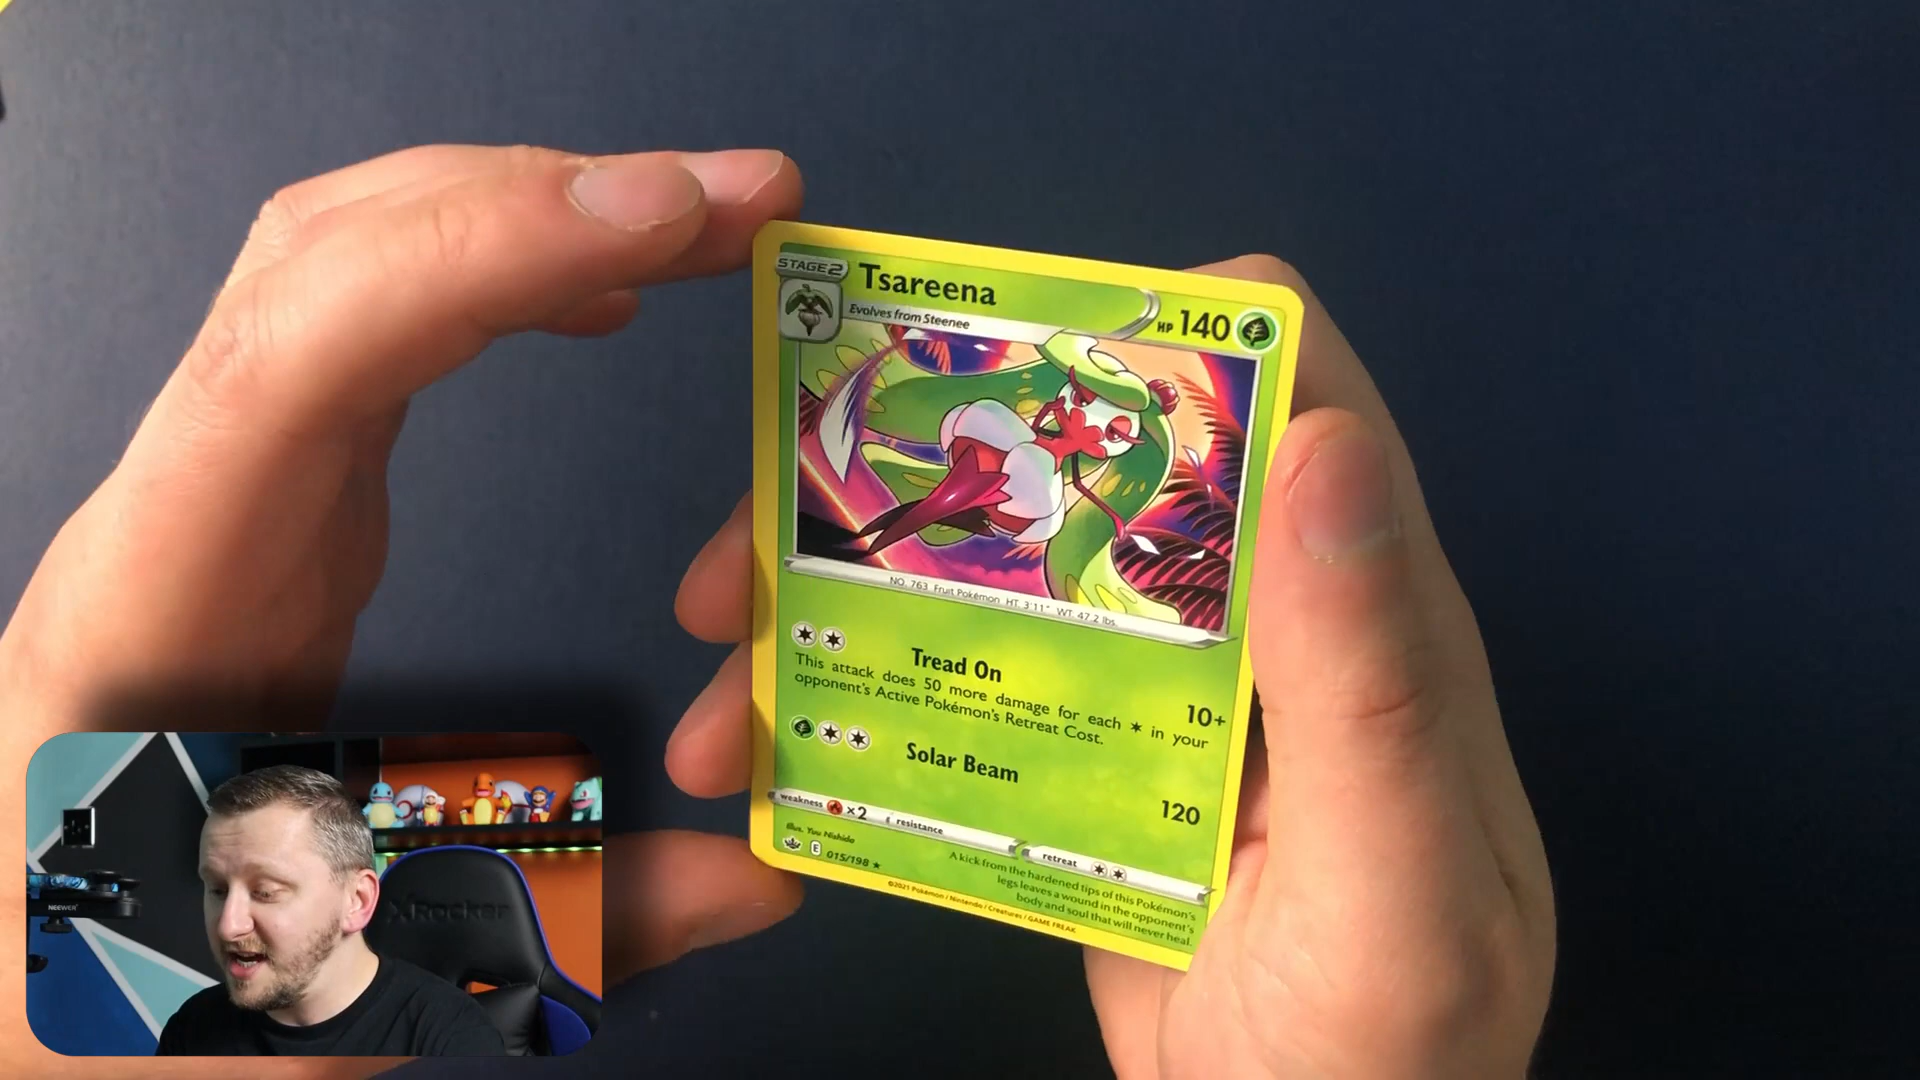 STAGE2
Tsareena
HP 140
Evolves from Steenee
NO. 763 Fruit Pokémon HT. 3'11" WT. 47.2 lbs.
Tread On
10+
This attack does 50 more damage for each ✶ in your
opponent's Active Pokémon's Retreat Cost.
Solar Beam
120
weakness ×2 resistance
retreat
Illus. Yuu Nishida
E 015/198 ★
A kick from the hardened tips of this Pokémon's
legs leaves a wound in the opponent's
body and soul that will never heal.
©2021 Pokémon / Nintendo / Creatures / GAME FREAK
NEEWER
XRocker